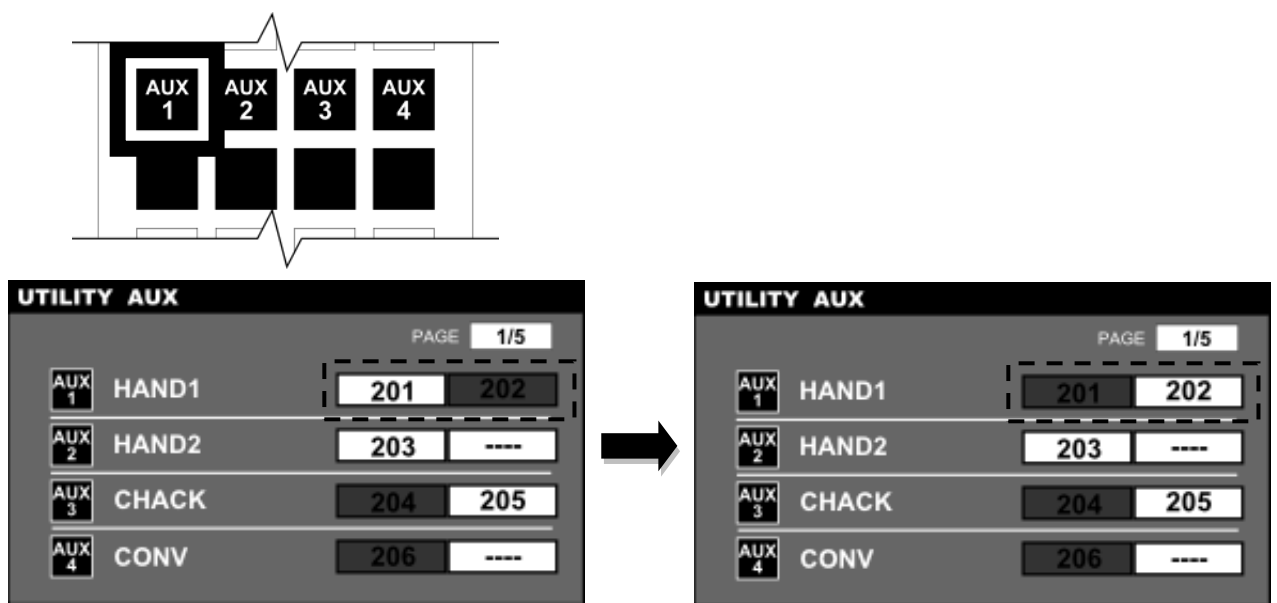 AUX 1 AUX 2 AUX 3 AUX 4
UTILITY AUX
PAGE 1/5
AUX 1 HAND1 201 202
AUX 2 HAND2 203 ----
AUX 3 CHACK 204 205
AUX 4 CONV 206 ----
UTILITY AUX
PAGE 1/5
AUX 1 HAND1 201 202
AUX 2 HAND2 203 ----
AUX 3 CHACK 204 205
AUX 4 CONV 206 ----